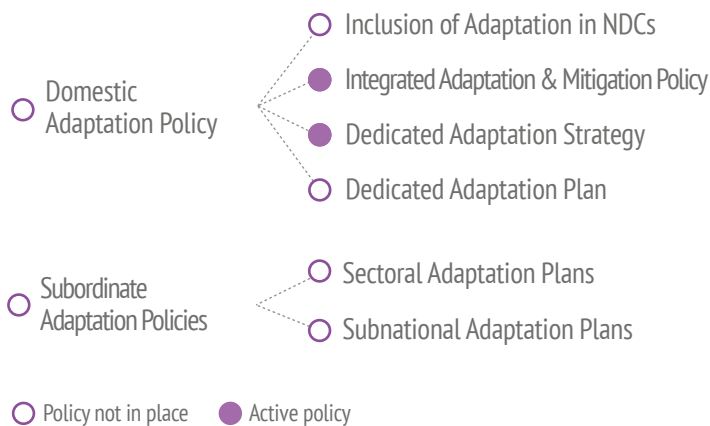 Inclusion of Adaptation in NDCs
Domestic
Adaptation Policy
Integrated Adaptation & Mitigation Policy
Dedicated Adaptation Strategy
Dedicated Adaptation Plan
Subordinate
Adaptation Policies
Sectoral Adaptation Plans
Subnational Adaptation Plans
Policy not in place
Active policy